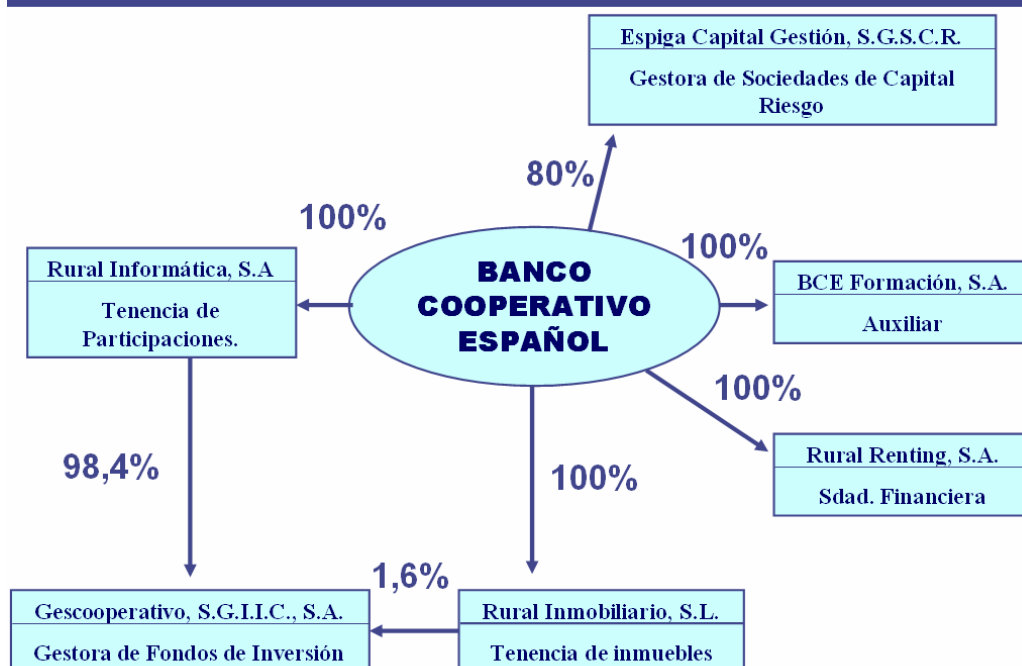 Espiga Capital Gestión, S.G.S.C.R.
Gestora de Sociedades de Capital
Riesgo
80%
100%
100%
Rural Informática, S.A
Tenencia de
Participaciones.
BANCO
COOPERATIVO
ESPAÑOL
BCE Formación, S.A.
Auxiliar
100%
98,4%
100%
Rural Renting, S.A.
Sdad. Financiera
1,6%
Gescooperativo, S.G.I.I.C., S.A.
Gestora de Fondos de Inversión
Rural Inmobiliario, S.L.
Tenencia de inmuebles